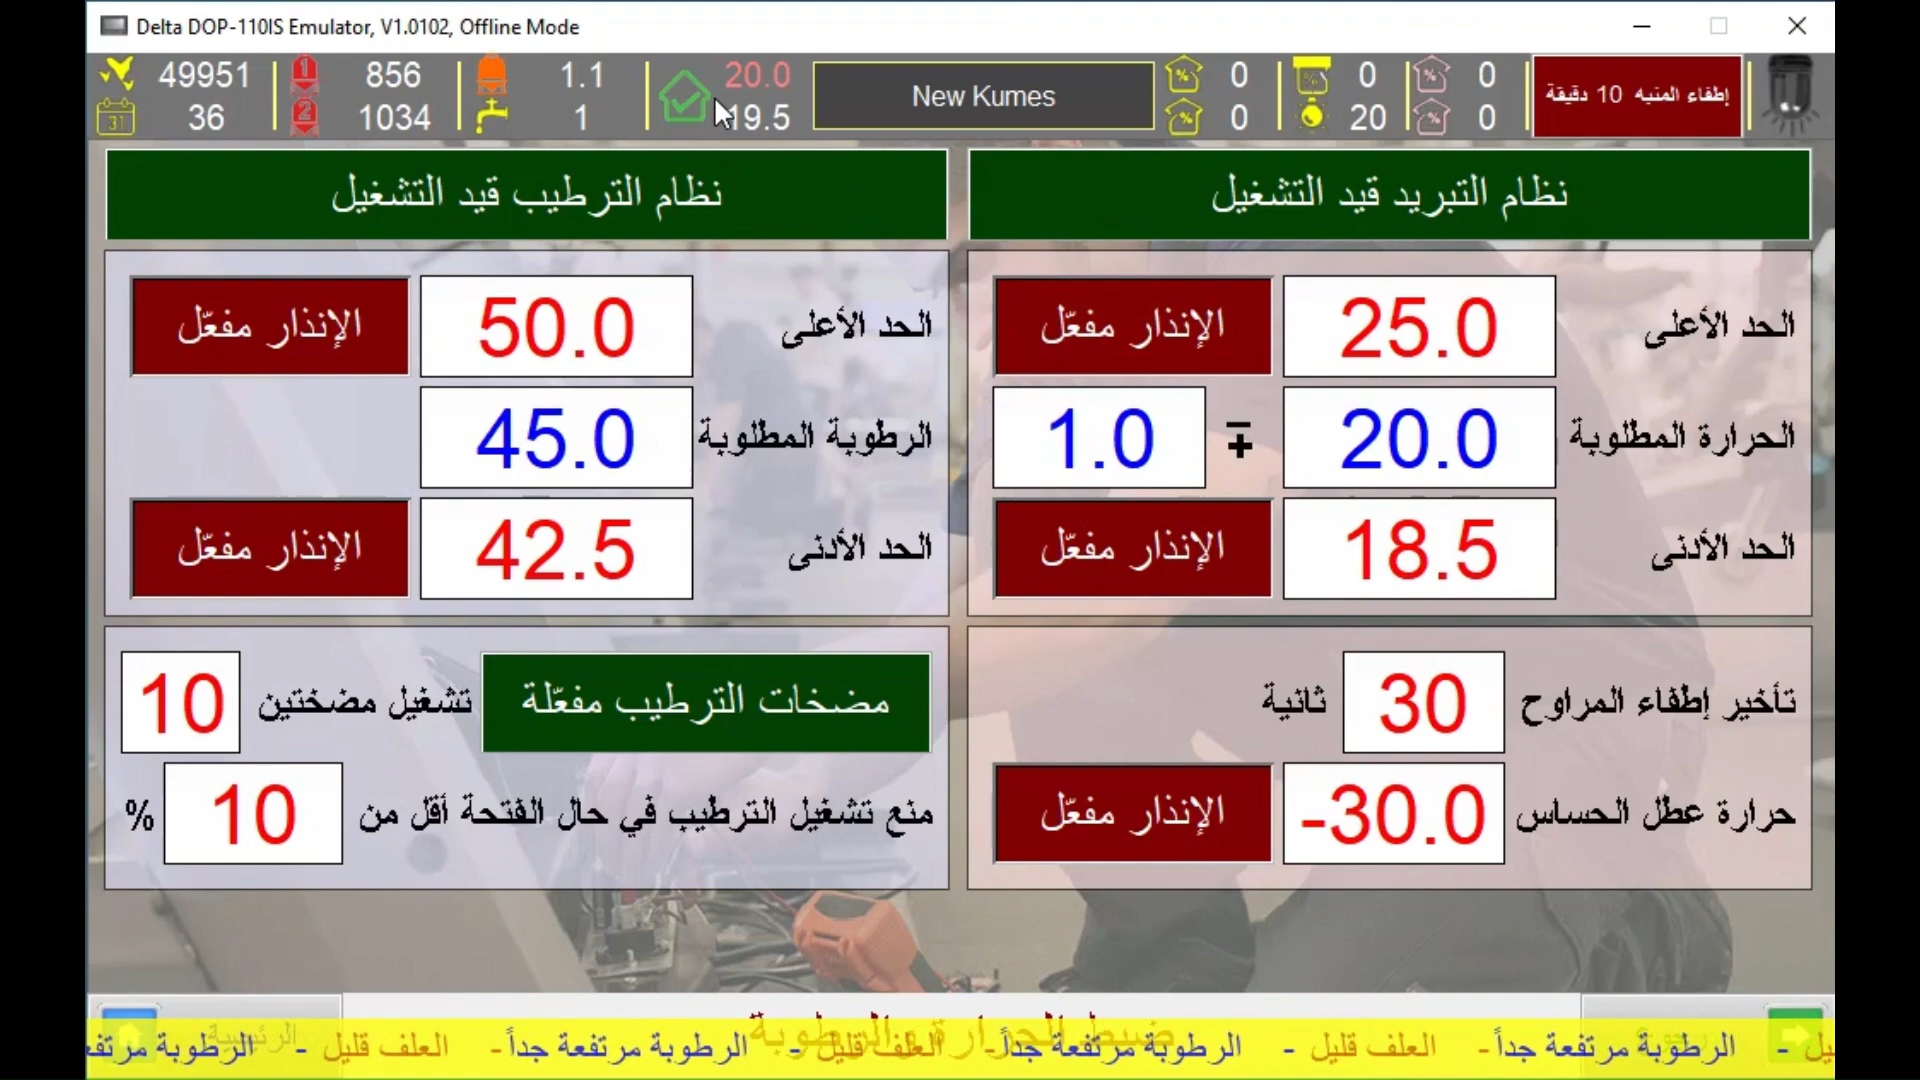 Delta DOP-110IS Emulator, V1.0102, Offline Mode
49951 856 1.1 20.0 New Kumes 0 0 0 إطفاء المنبه 10 دقيقة
36 1034 1 19.5 0 20 0
نظام التبريد قيد التشغيل
الحد الأعلى 25.0 الإنذار مفعّل
الحرارة المطلوبة 20.0 ∓ 1.0
الحد الأدنى 18.5 الإنذار مفعّل
تأخير إطفاء المراوح 30 ثانية
حرارة عطل الحساس -30.0 الإنذار مفعّل
نظام الترطيب قيد التشغيل
الحد الأعلى 50.0 الإنذار مفعّل
الرطوبة المطلوبة 45.0
الحد الأدنى 42.5 الإنذار مفعّل
مضخات الترطيب مفعّلة تشغيل مضختين 10
منع تشغيل الترطيب في حال الفتحة أقل من 10 %
الرطوبة مرتفعة جداً - العلف قليل - الرطوبة مرتفعة جداً - العلف قليل - الرطوبة مرتفعة جداً - العلف قليل - الرطوبة